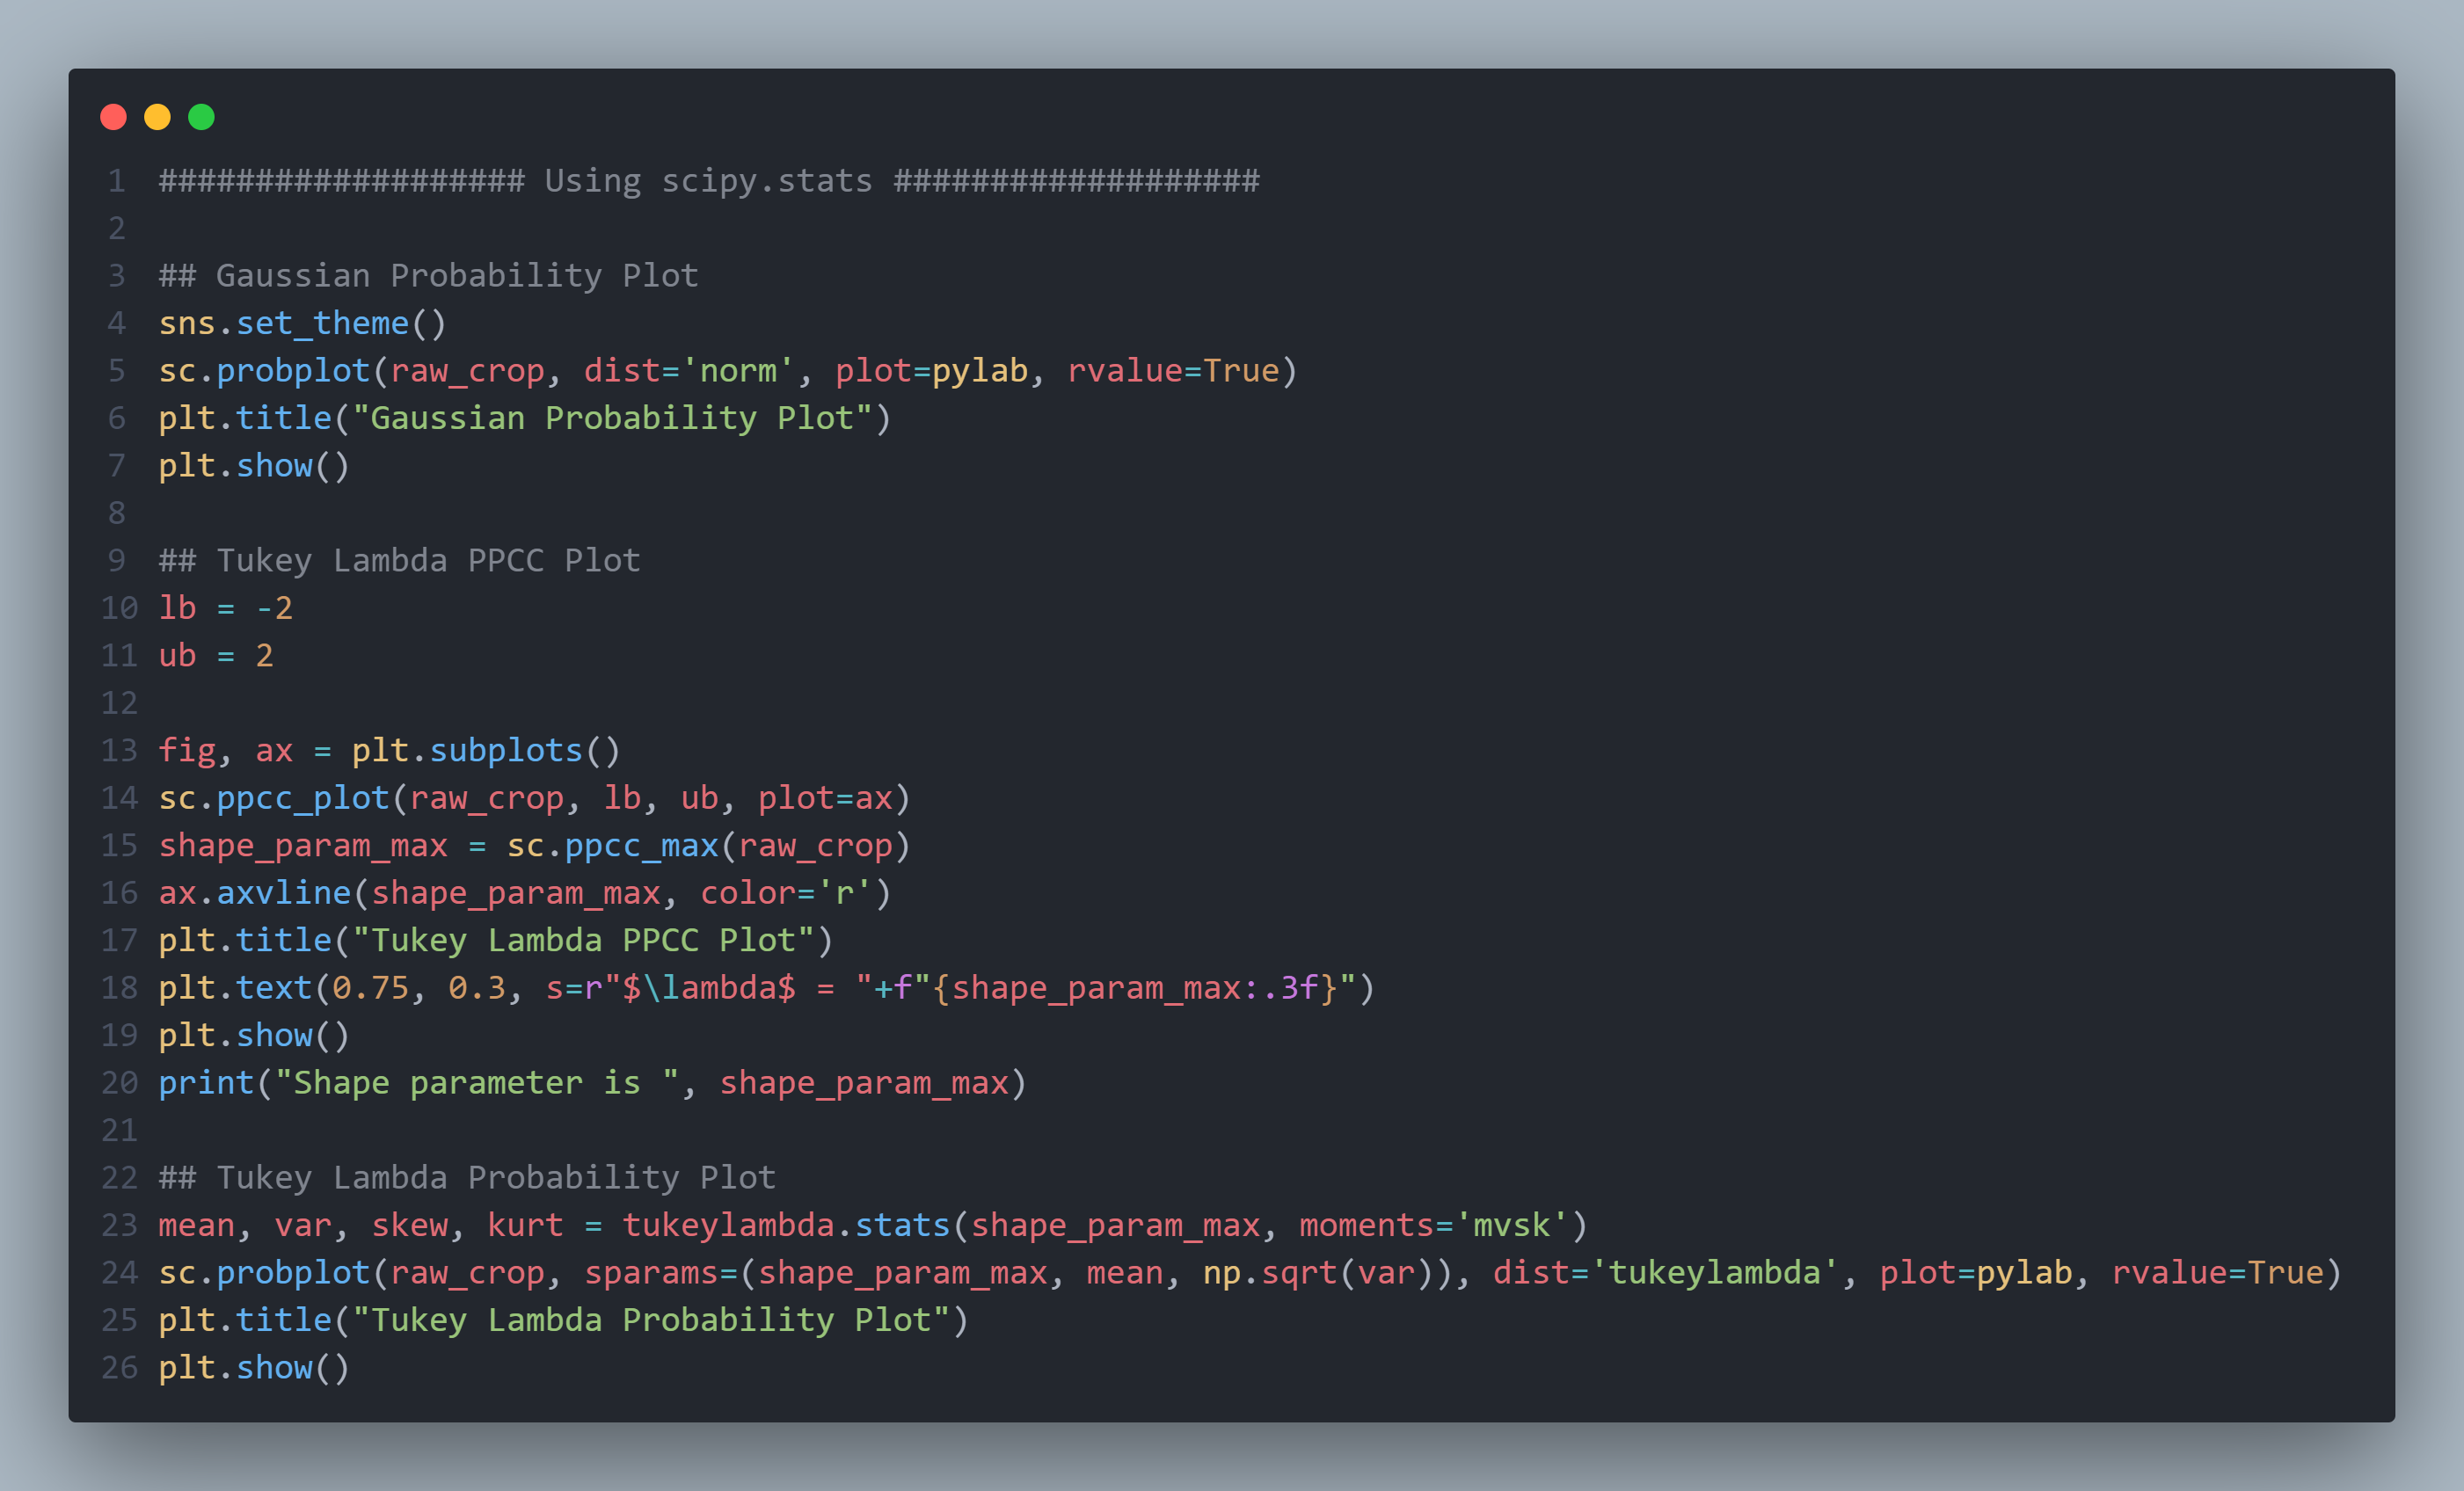 1 ################### Using scipy.stats ###################
2
3 ## Gaussian Probability Plot
4 sns.set_theme()
5 sc.probplot(raw_crop, dist='norm', plot=pylab, rvalue=True)
6 plt.title("Gaussian Probability Plot")
7 plt.show()
8
9 ## Tukey Lambda PPCC Plot
10 lb = -2
11 ub = 2
12
13 fig, ax = plt.subplots()
14 sc.ppcc_plot(raw_crop, lb, ub, plot=ax)
15 shape_param_max = sc.ppcc_max(raw_crop)
16 ax.axvline(shape_param_max, color='r')
17 plt.title("Tukey Lambda PPCC Plot")
18 plt.text(0.75, 0.3, s=r"$\lambda$ = "+f"{shape_param_max:.3f}")
19 plt.show()
20 print("Shape parameter is ", shape_param_max)
21
22 ## Tukey Lambda Probability Plot
23 mean, var, skew, kurt = tukeylambda.stats(shape_param_max, moments='mvsk')
24 sc.probplot(raw_crop, sparams=(shape_param_max, mean, np.sqrt(var)), dist='tukeylambda', plot=pylab, rvalue=True)
25 plt.title("Tukey Lambda Probability Plot")
26 plt.show()